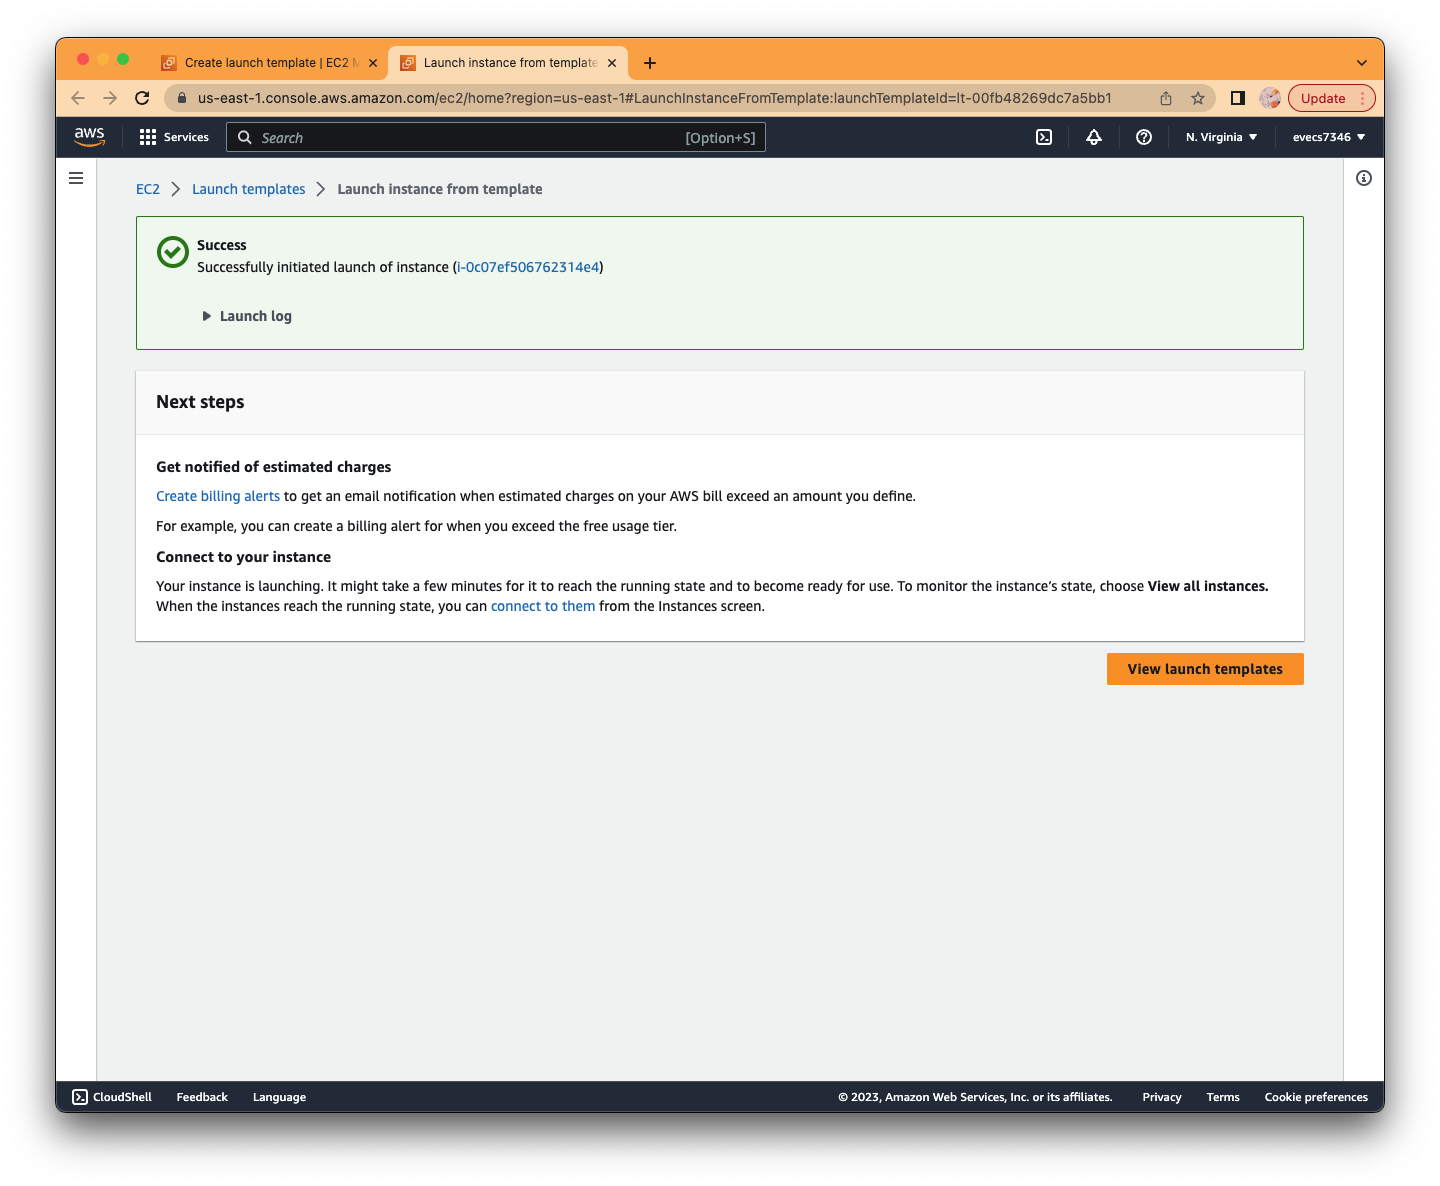 Create launch template | EC2 M
Launch instance from template
us-east-1.console.aws.amazon.com/ec2/home?region=us-east-1#LaunchInstanceFromTemplate:launchTemplateId=lt-00fb48269dc7a5bb1
Update
aws
Services
Search
[Option+S]
N. Virginia
evecs7346
EC2 > Launch templates > Launch instance from template
Success
Successfully initiated launch of instance (i-0c07ef506762314e4)
Launch log
Next steps
Get notified of estimated charges
Create billing alerts to get an email notification when estimated charges on your AWS bill exceed an amount you define.
For example, you can create a billing alert for when you exceed the free usage tier.
Connect to your instance
Your instance is launching. It might take a few minutes for it to reach the running state and to become ready for use. To monitor the instance's state, choose View all instances.
When the instances reach the running state, you can connect to them from the Instances screen.
View launch templates
CloudShell
Feedback
Language
© 2023, Amazon Web Services, Inc. or its affiliates.
Privacy
Terms
Cookie preferences